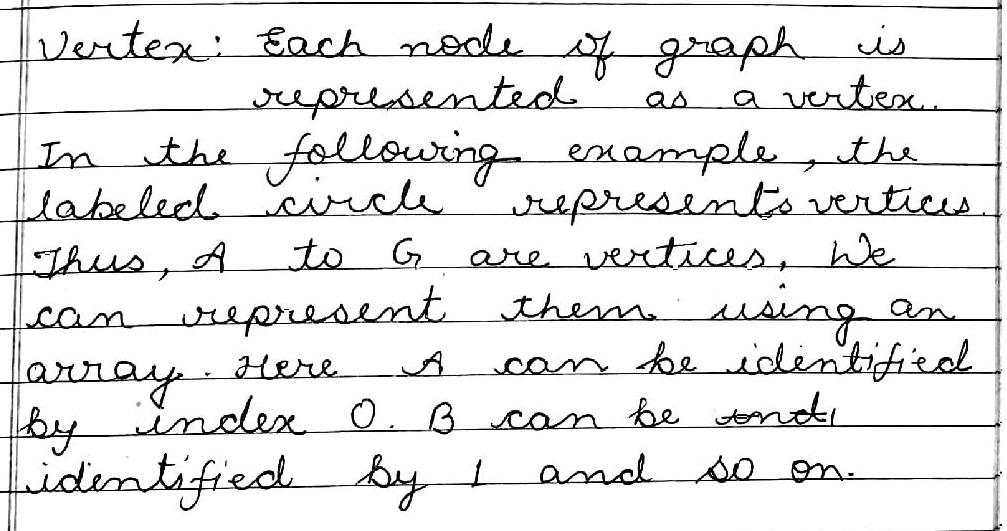 Vertex: Each node of graph is
represented as a vertex.
In the following example, the
labeled circle represents vertices.
Thus, A to G are vertices, We
can represent them using an
array. Here A can be identified
by index 0. B can be
identified by 1 and so on.